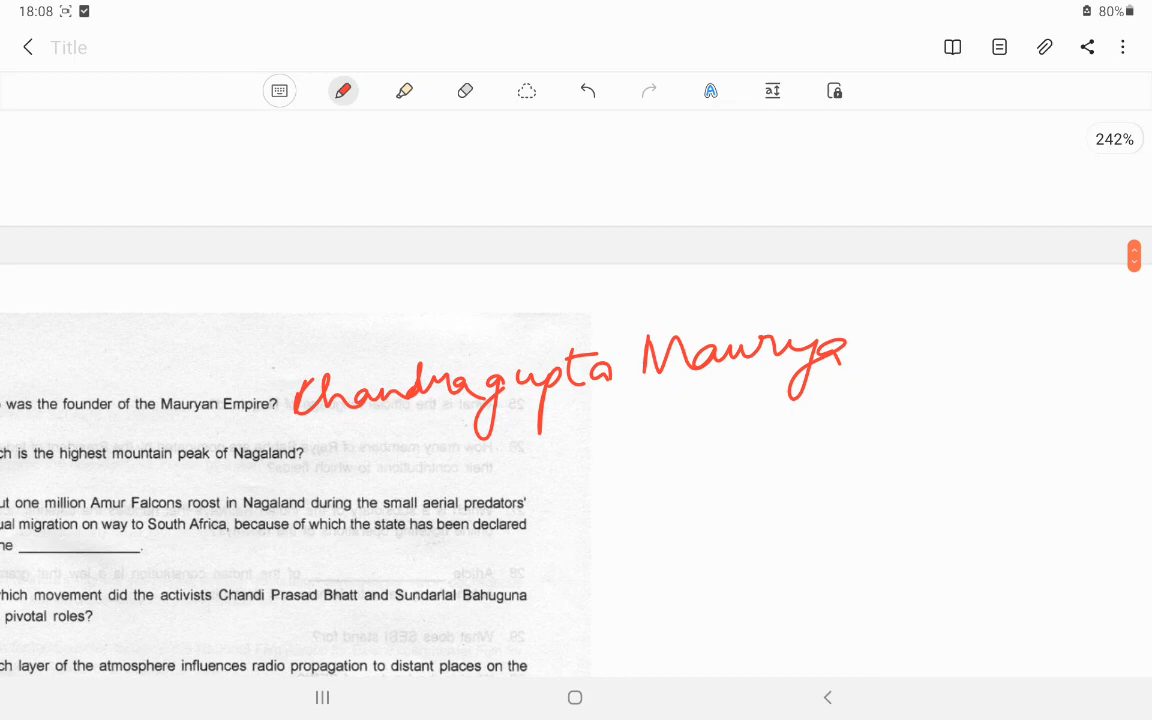 18:08
80%
Title
242%
Chandragupta Maurya
was the founder of the Mauryan Empire?
ch is the highest mountain peak of Nagaland?
ut one million Amur Falcons roost in Nagaland during the small aerial predators'
ual migration on way to South Africa, because of which the state has been declared
ne ______________.
hich movement did the activists Chandi Prasad Bhatt and Sundarlal Bahuguna
pivotal roles?
ch layer of the atmosphere influences radio propagation to distant places on the